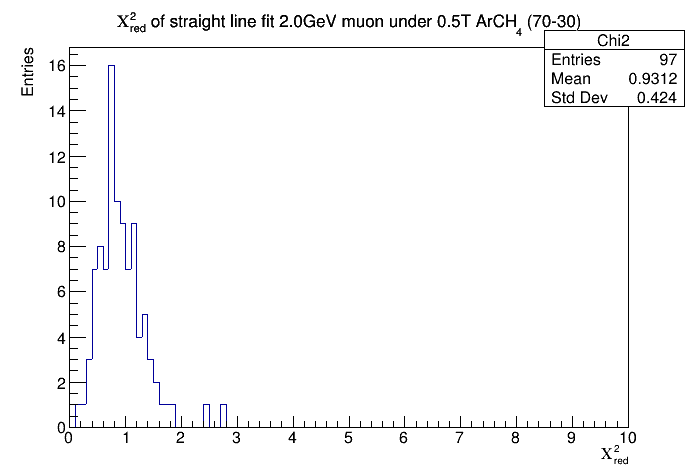 X²red of straight line fit 2.0GeV muon under 0.5T ArCH4 (70-30)
Chi2
Entries 97
Mean 0.9312
Std Dev 0.424
Entries
16
14
12
10
8
6
4
2
0
0 1 2 3 4 5 6 7 8 9 10
X²red